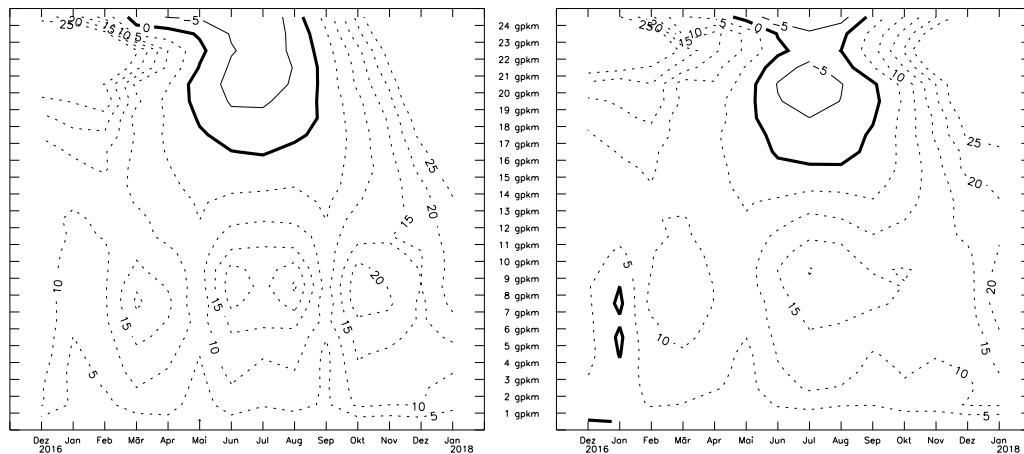 20
25
15
10
5
0
−5
25
20
15
10
15
15
20
15
10
5
10
5
Dez Jan Feb Mär Apr Mai Jun Jul Aug Sep Okt Nov Dez Jan
2016 2018
24 gpkm
23 gpkm
22 gpkm
21 gpkm
20 gpkm
19 gpkm
18 gpkm
17 gpkm
16 gpkm
15 gpkm
14 gpkm
13 gpkm
12 gpkm
11 gpkm
10 gpkm
9 gpkm
8 gpkm
7 gpkm
6 gpkm
5 gpkm
4 gpkm
3 gpkm
2 gpkm
1 gpkm
25
20
15
10
5
0
−5
−5
10
25
20
5
20
15
10
15
10
5
Dez Jan Feb Mär Apr Mai Jun Jul Aug Sep Okt Nov Dez Jan
2016 2018